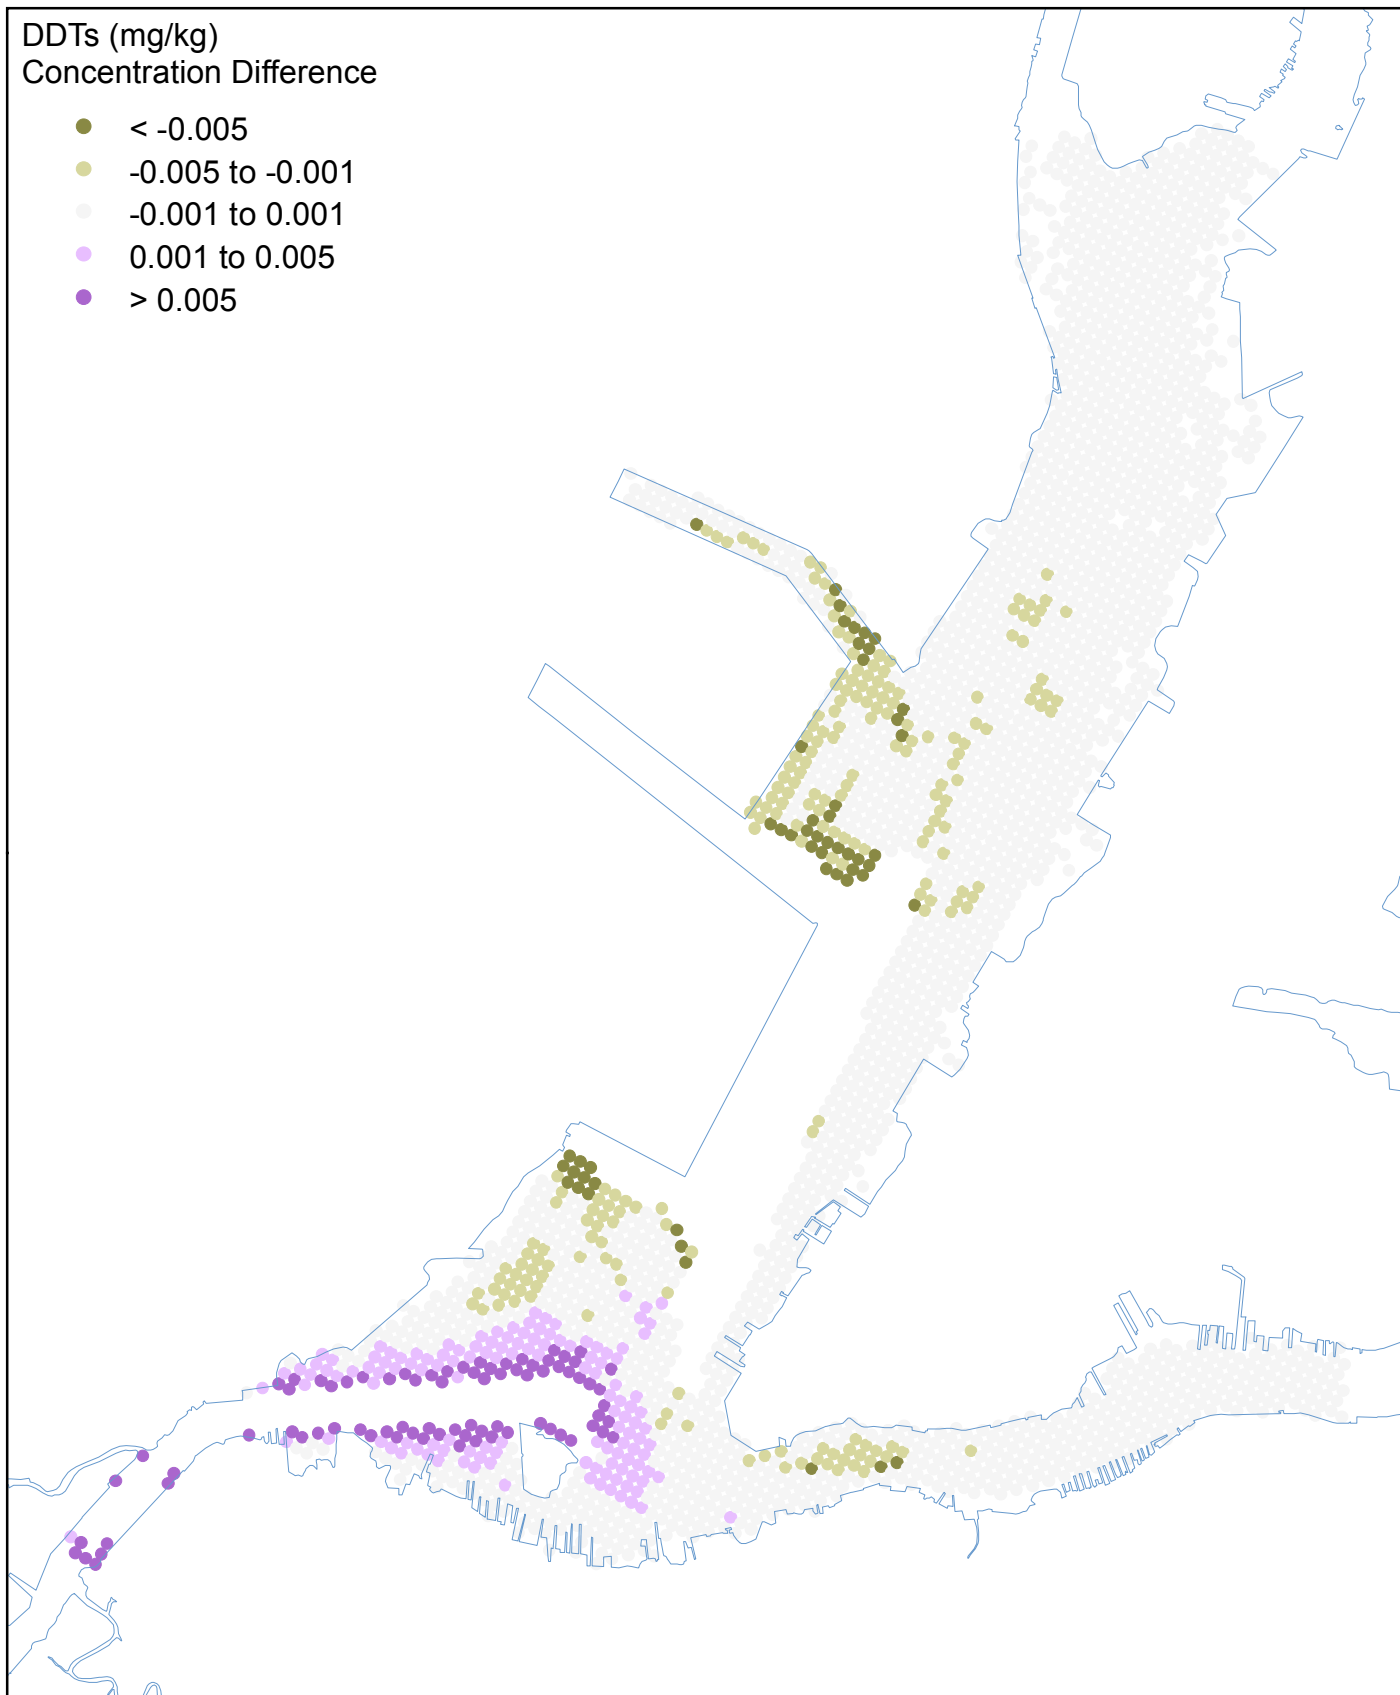 DDTs (mg/kg)
Concentration Difference
< -0.005
-0.005 to -0.001
-0.001 to 0.001
0.001 to 0.005
> 0.005